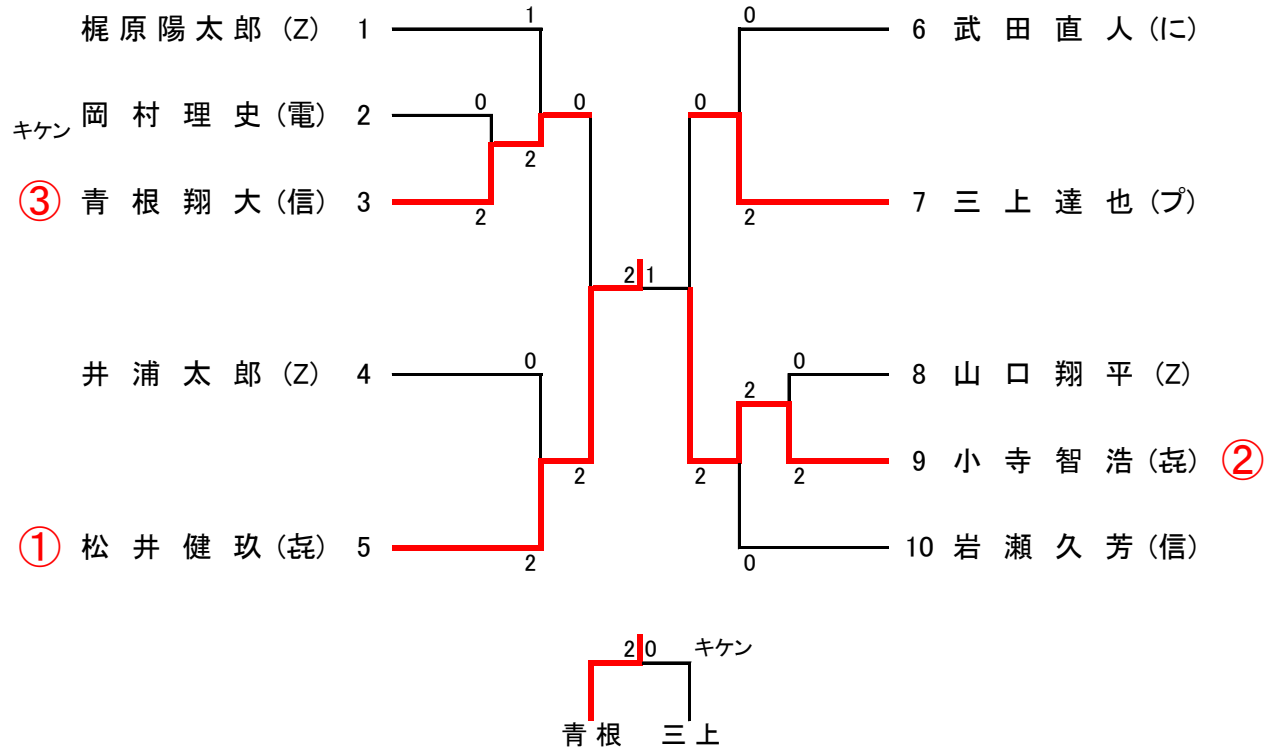 梶原陽太郎 (Z) 1 1 0 6 武田直人 (に)
キケン 岡村理史 (電) 2 0 0 0
2
③ 青根翔大 (信) 3 2 2 7 三上達也 (プ)
2 1
井浦太郎 (Z) 4 0 0 8 山口翔平 (Z)
2
2 2 2 9 小寺智浩 (㐂) ②
① 松井健玖 (㐂) 5 2 0 10 岩瀬久芳 (信)
2 0 キケン
青根 三上